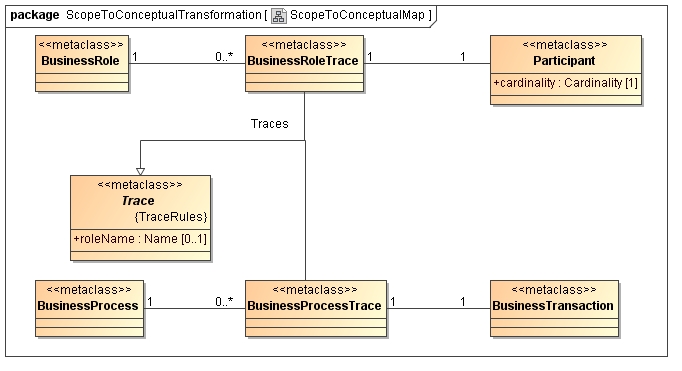 package ScopeToConceptualTransformation [ ScopeToConceptualMap ]
<<metaclass>>
BusinessRole
1
0..*
<<metaclass>>
BusinessRoleTrace
1
1
<<metaclass>>
Participant
+cardinality : Cardinality [1]
Traces
<<metaclass>>
Trace
{TraceRules}
+roleName : Name [0..1]
<<metaclass>>
BusinessProcess
1
0..*
<<metaclass>>
BusinessProcessTrace
1
1
<<metaclass>>
BusinessTransaction